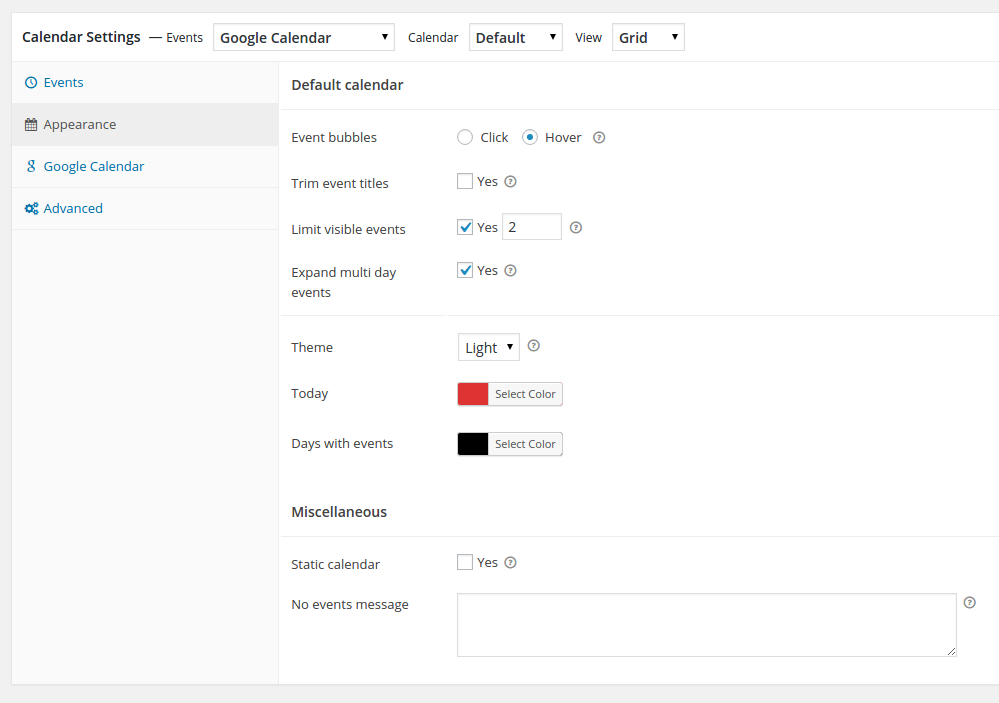 Calendar Settings — Events Google Calendar Calendar Default View Grid
Events
Appearance
Google Calendar
Advanced
Default calendar
Event bubbles Click Hover ?
Trim event titles Yes ?
Limit visible events Yes 2 ?
Expand multi day Yes ?
events
Theme Light ?
Today Select Color
Days with events Select Color
Miscellaneous
Static calendar Yes ?
No events message ?